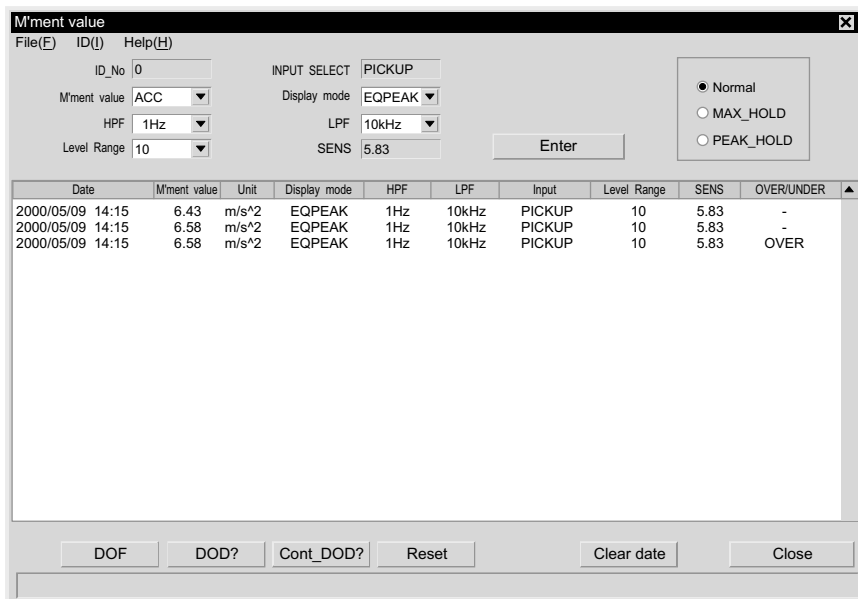 M'ment value
File(F) ID(I) Help(H)
ID_No 0 INPUT SELECT PICKUP
M'ment value ACC Display mode EQPEAK
HPF 1Hz LPF 10kHz
Level Range 10 SENS 5.83
Enter
Normal
MAX_HOLD
PEAK_HOLD
Date M'ment value Unit Display mode HPF LPF Input Level Range SENS OVER/UNDER
2000/05/09 14:15 6.43 m/s^2 EQPEAK 1Hz 10kHz PICKUP 10 5.83 -
2000/05/09 14:15 6.58 m/s^2 EQPEAK 1Hz 10kHz PICKUP 10 5.83 -
2000/05/09 14:15 6.58 m/s^2 EQPEAK 1Hz 10kHz PICKUP 10 5.83 OVER
DOF DOD? Cont_DOD? Reset Clear date Close